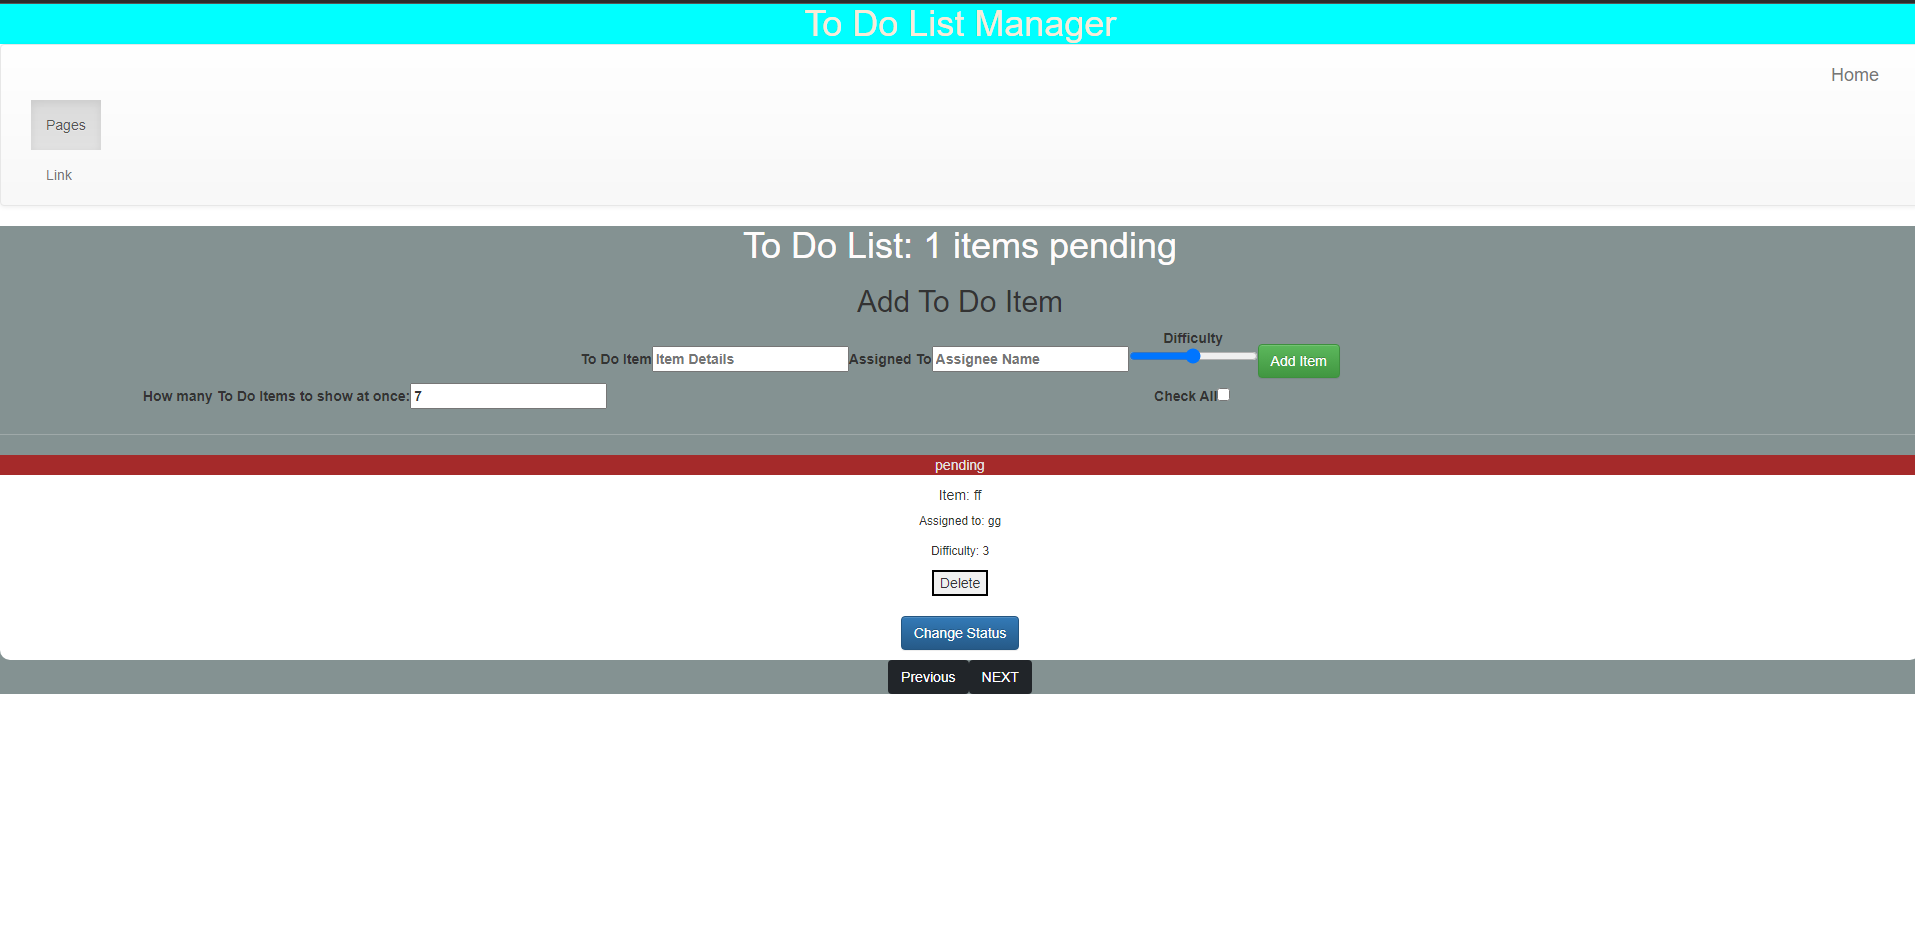 To Do List Manager
Home
Pages
Link
To Do List: 1 items pending
Add To Do Item
Difficulty
To Do Item Item Details Assigned To Assignee Name Add Item
How many To Do Items to show at once: 7 Check All
pending
Item: ff
Assigned to: gg
Difficulty: 3
Delete
Change Status
Previous NEXT